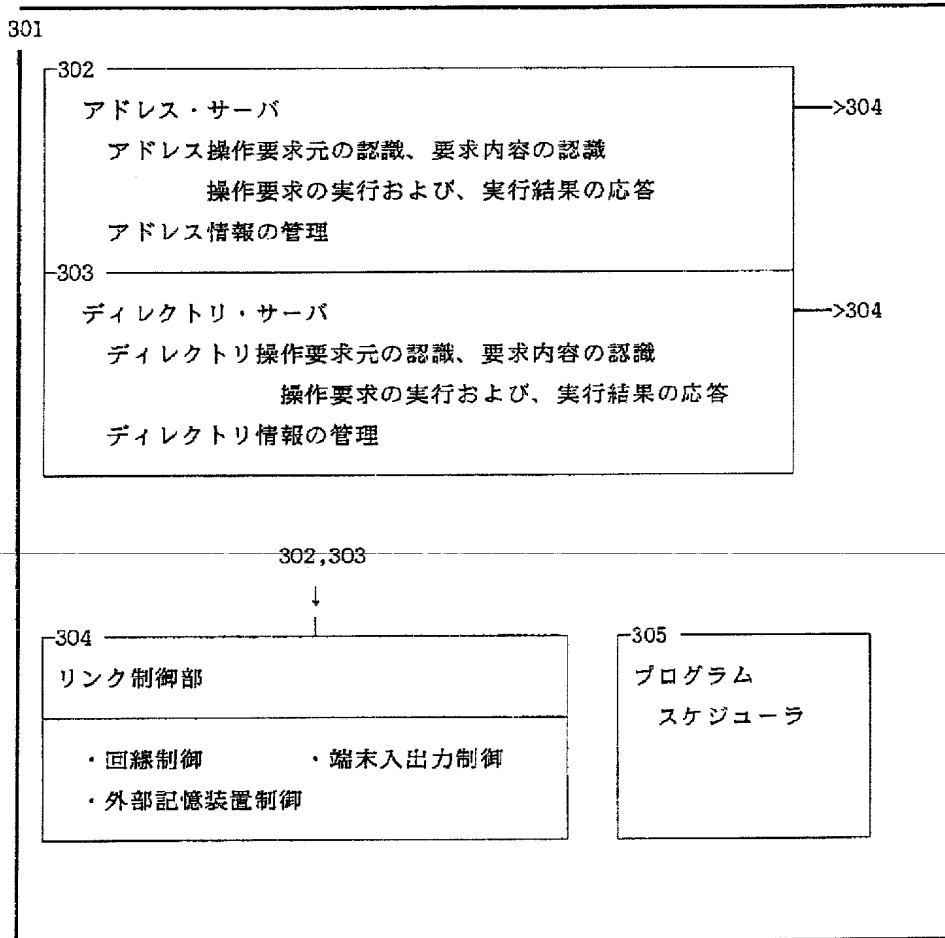 301
302
アドレス・サーバ
>304
アドレス操作要求元の認識、要求内容の認識
操作要求の実行および、実行結果の応答
アドレス情報の管理
303
ディレクトリ・サーバ
>304
ディレクトリ操作要求元の認識、要求内容の認識
操作要求の実行および、実行結果の応答
ディレクトリ情報の管理
302,303
↓
304
リンク制御部
・回線制御 ・端末入出力制御
・外部記憶装置制御
305
プログラム
スケジューラ